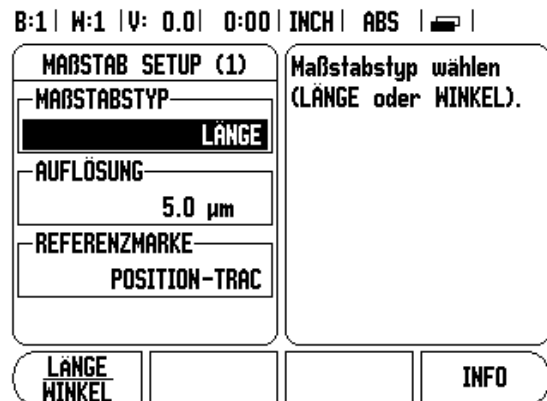 B:1| W:1 |V: 0.0| 0:00|INCH| ABS | |
MAßSTAB SETUP (1)
MAßSTABSTYP
LÄNGE
AUFLÖSUNG
5.0 µm
REFERENZMARKE
POSITION-TRAC
Maßstabstyp wählen
(LÄNGE oder WINKEL).
LÄNGE
WINKEL
INFO